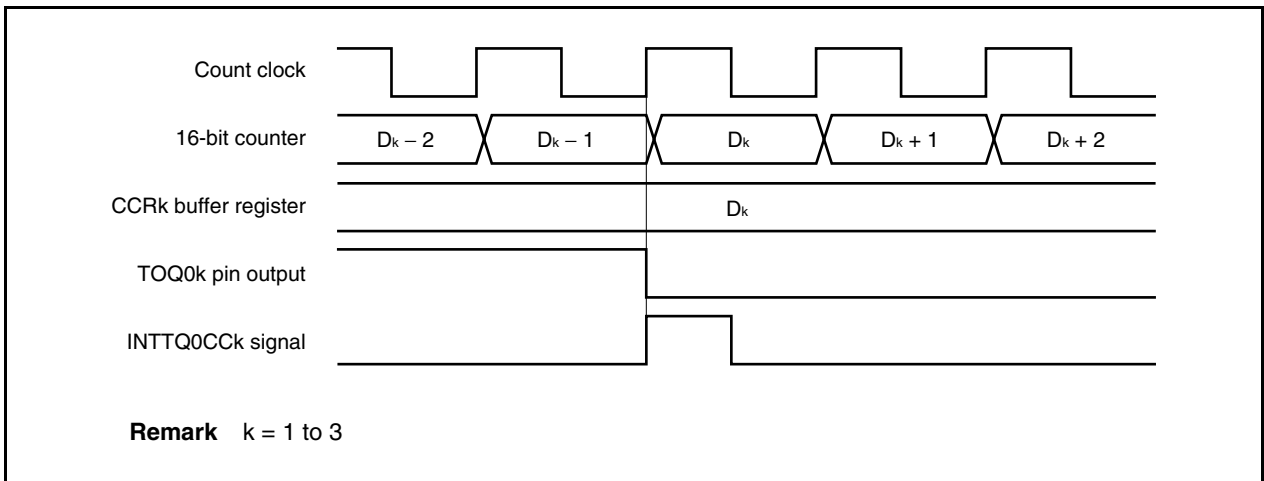 Count clock
16-bit counter Dk − 2 Dk − 1 Dk Dk + 1 Dk + 2
CCRk buffer register Dk
TOQ0k pin output
INTTQ0CCk signal
Remark k = 1 to 3